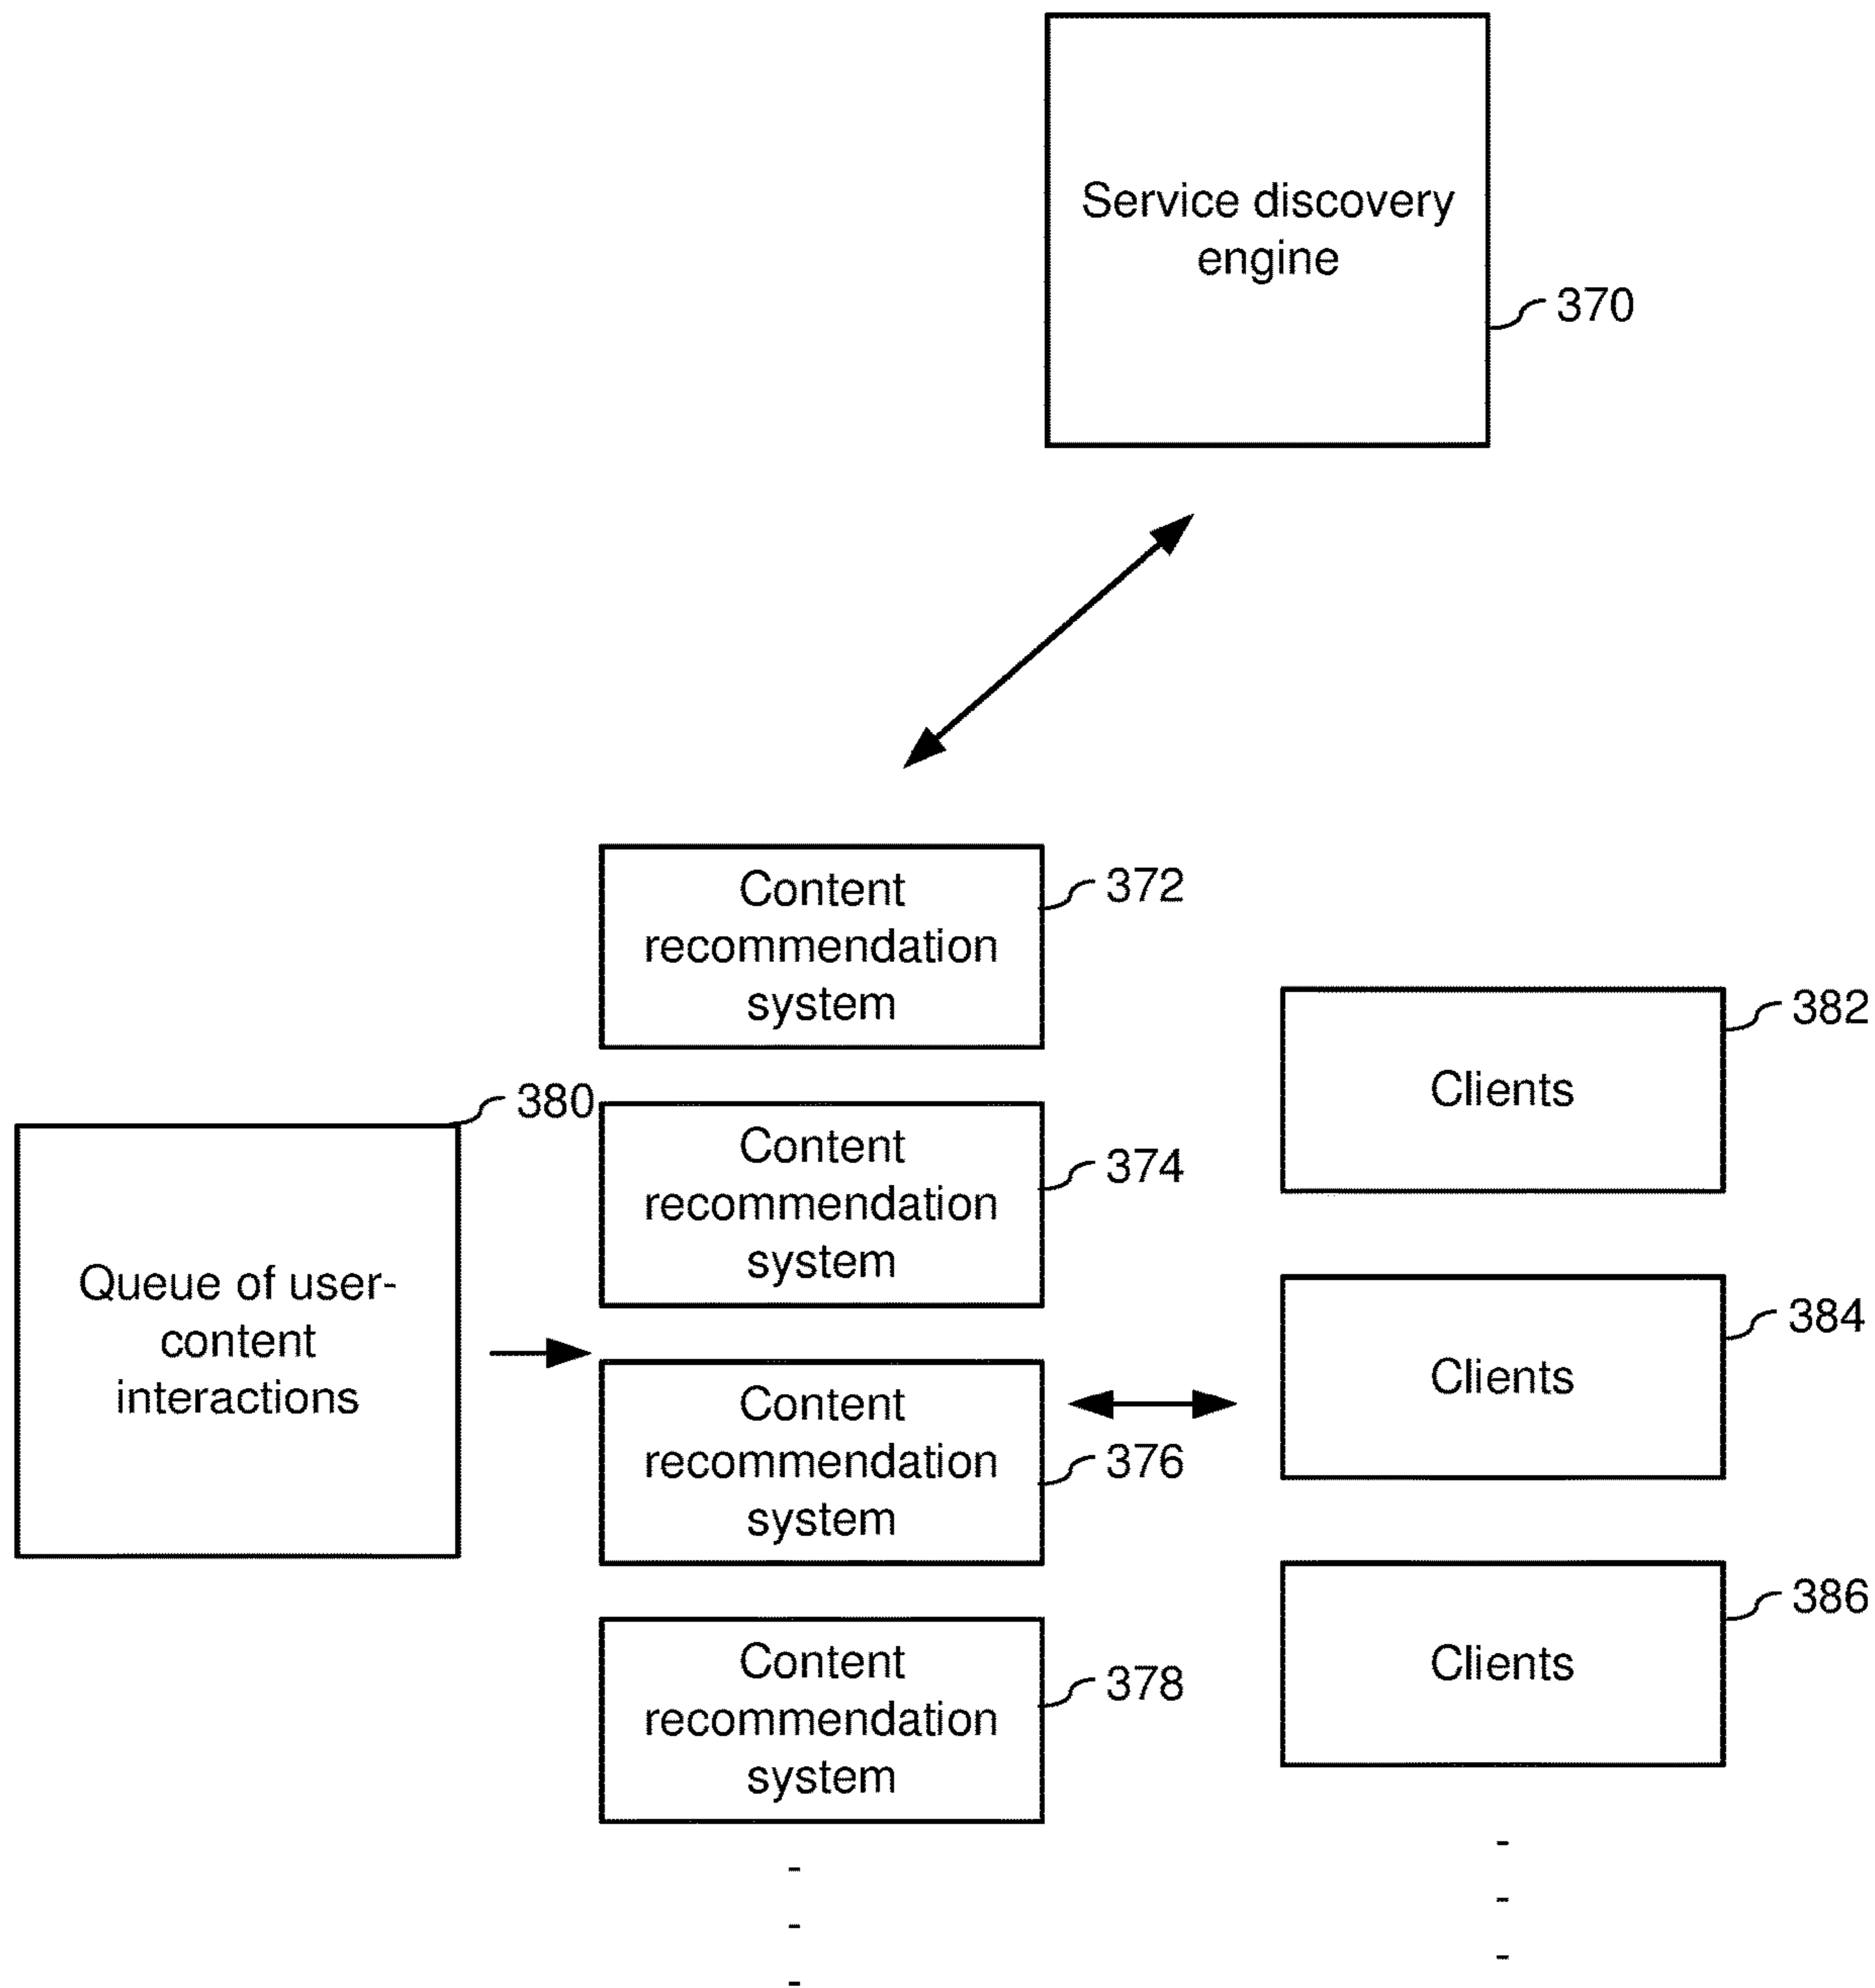 Service discovery
engine
370
Content
recommendation
system
372
382
Clients
380
Queue of user-
content
interactions
Content
recommendation
system
374
384
Clients
Content
recommendation
system
376
386
Clients
Content
recommendation
system
378
-
-
-
-
-
-